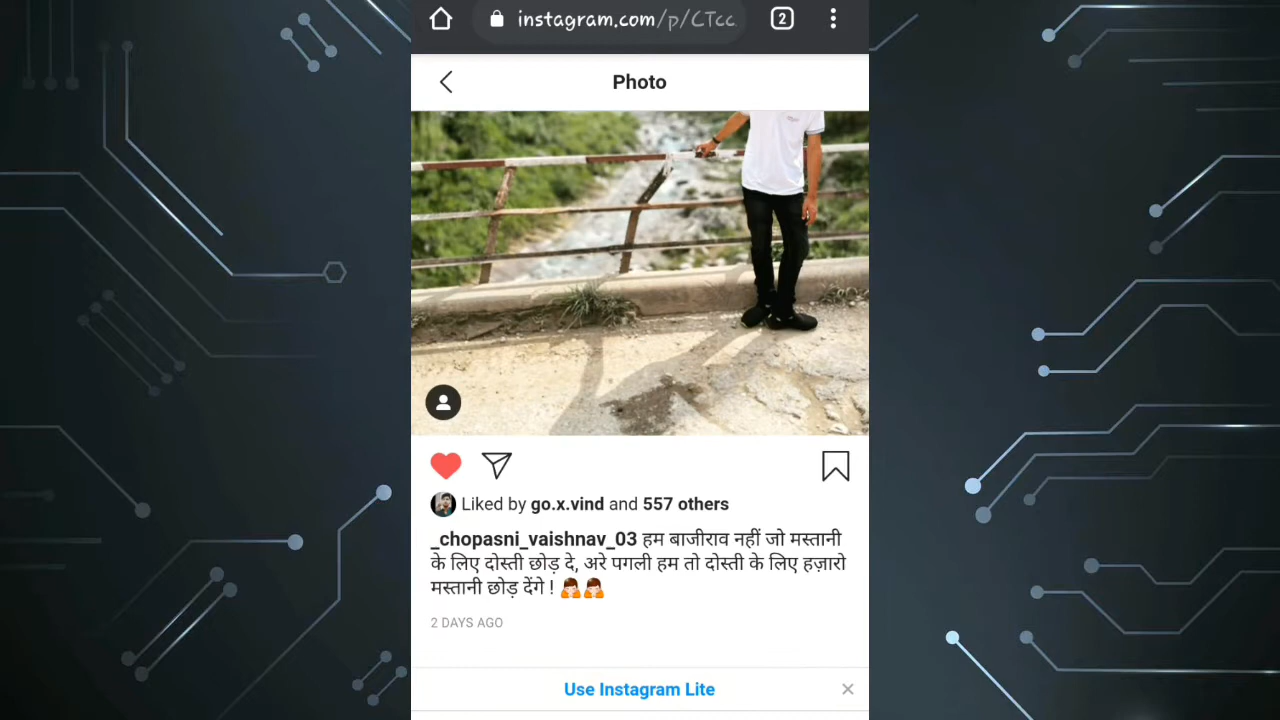 instagram.com/p/CTcc
2
Photo
Liked by go.x.vind and 557 others
_chopasni_vaishnav_03 हम बाजीराव नहीं जो मस्तानी
के लिए दोस्ती छोड़ दे, अरे पगली हम तो दोस्ती के लिए हज़ारो
मस्तानी छोड़ देंगे !
2 DAYS AGO
Use Instagram Lite